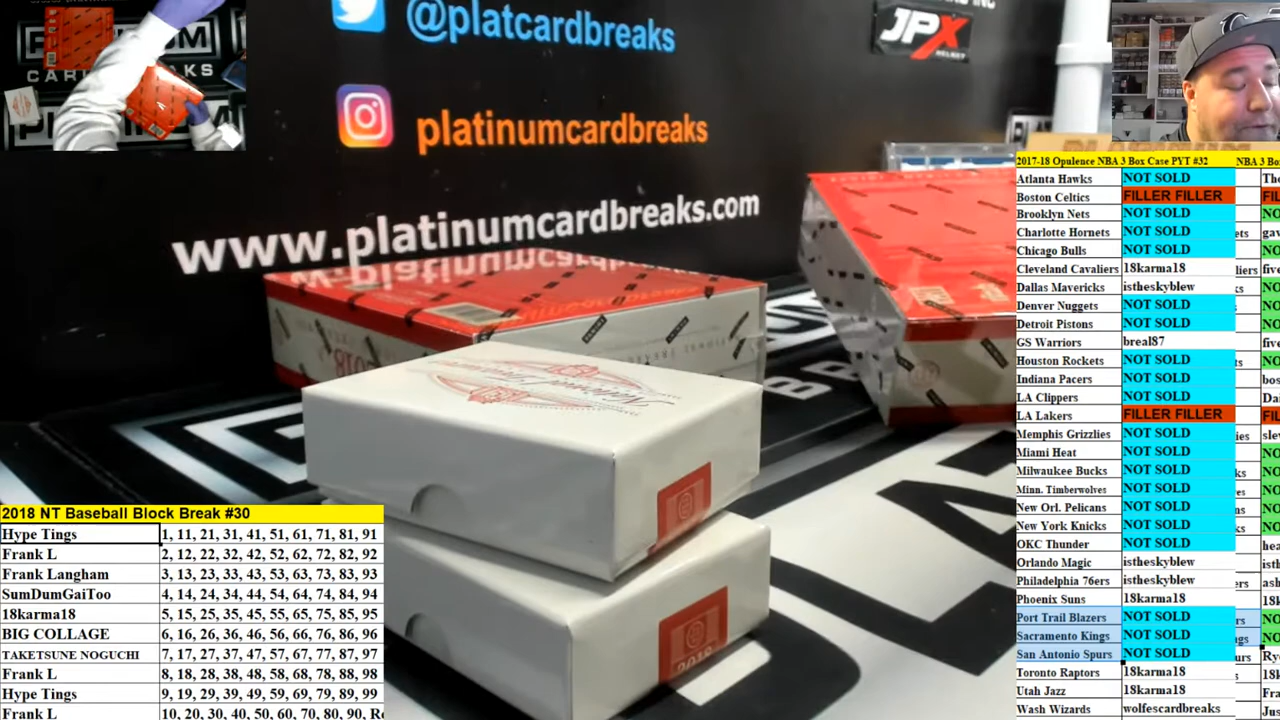 @platcardbreaks
platinumcardbreaks
www.platinumcardbreaks.com
JPX
INC
CAR KS
2018 NT Baseball Block Break #30
Hype Tings 1, 11, 21, 31, 41, 51, 61, 71, 81, 91
Frank L 2, 12, 22, 32, 42, 52, 62, 72, 82, 92
Frank Langham 3, 13, 23, 33, 43, 53, 63, 73, 83, 93
SumDumGaiToo 4, 14, 24, 34, 44, 54, 64, 74, 84, 94
18karma18 5, 15, 25, 35, 45, 55, 65, 75, 85, 95
BIG COLLAGE 6, 16, 26, 36, 46, 56, 66, 76, 86, 96
TAKETSUNE NOGUCHI 7, 17, 27, 37, 47, 57, 67, 77, 87, 97
Frank L 8, 18, 28, 38, 48, 58, 68, 78, 88, 98
Hype Tings 9, 19, 29, 39, 49, 59, 69, 79, 89, 99
Frank L 10, 20, 30, 40, 50, 60, 70, 80, 90, R
2017-18 Opulence NBA 3 Box Case PYT #32 NBA 3 Bo
Atlanta Hawks NOT SOLD
Boston Celtics FILLER FILLER
Brooklyn Nets NOT SOLD
Charlotte Hornets NOT SOLD
Chicago Bulls NOT SOLD
Cleveland Cavaliers 18karma18
Dallas Mavericks istheskyblew
Denver Nuggets NOT SOLD
Detroit Pistons NOT SOLD
GS Warriors breal87
Houston Rockets NOT SOLD
Indiana Pacers NOT SOLD
LA Clippers NOT SOLD
LA Lakers FILLER FILLER
Memphis Grizzlies NOT SOLD
Miami Heat NOT SOLD
Milwaukee Bucks NOT SOLD
Minn. Timberwolves NOT SOLD
New Orl. Pelicans NOT SOLD
New York Knicks NOT SOLD
OKC Thunder NOT SOLD
Orlando Magic istheskyblew
Philadelphia 76ers istheskyblew
Phoenix Suns 18karma18
Port Trail Blazers NOT SOLD
Sacramento Kings NOT SOLD
San Antonio Spurs NOT SOLD
Toronto Raptors 18karma18
Utah Jazz 18karma18
Wash Wizards wolfescardbreaks